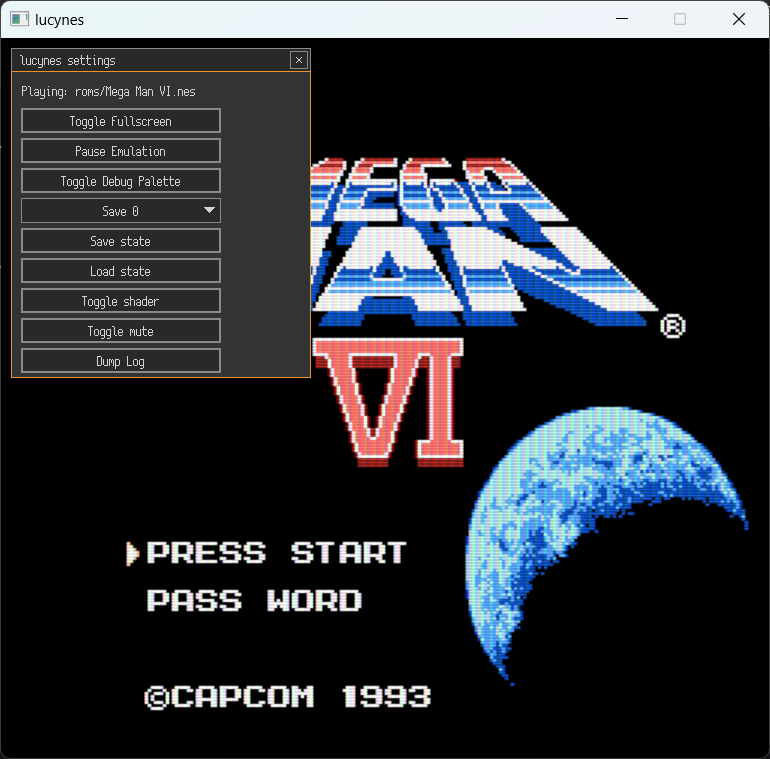 lucynes
lucynes settings
Playing: roms/Mega Man VI.nes
Toggle Fullscreen
Pause Emulation
Toggle Debug Palette
Save 0
Save state
Load state
Toggle shader
Toggle mute
Dump Log
MEGA
MAN
®
VI
PRESS START
PASS WORD
©CAPCOM 1993